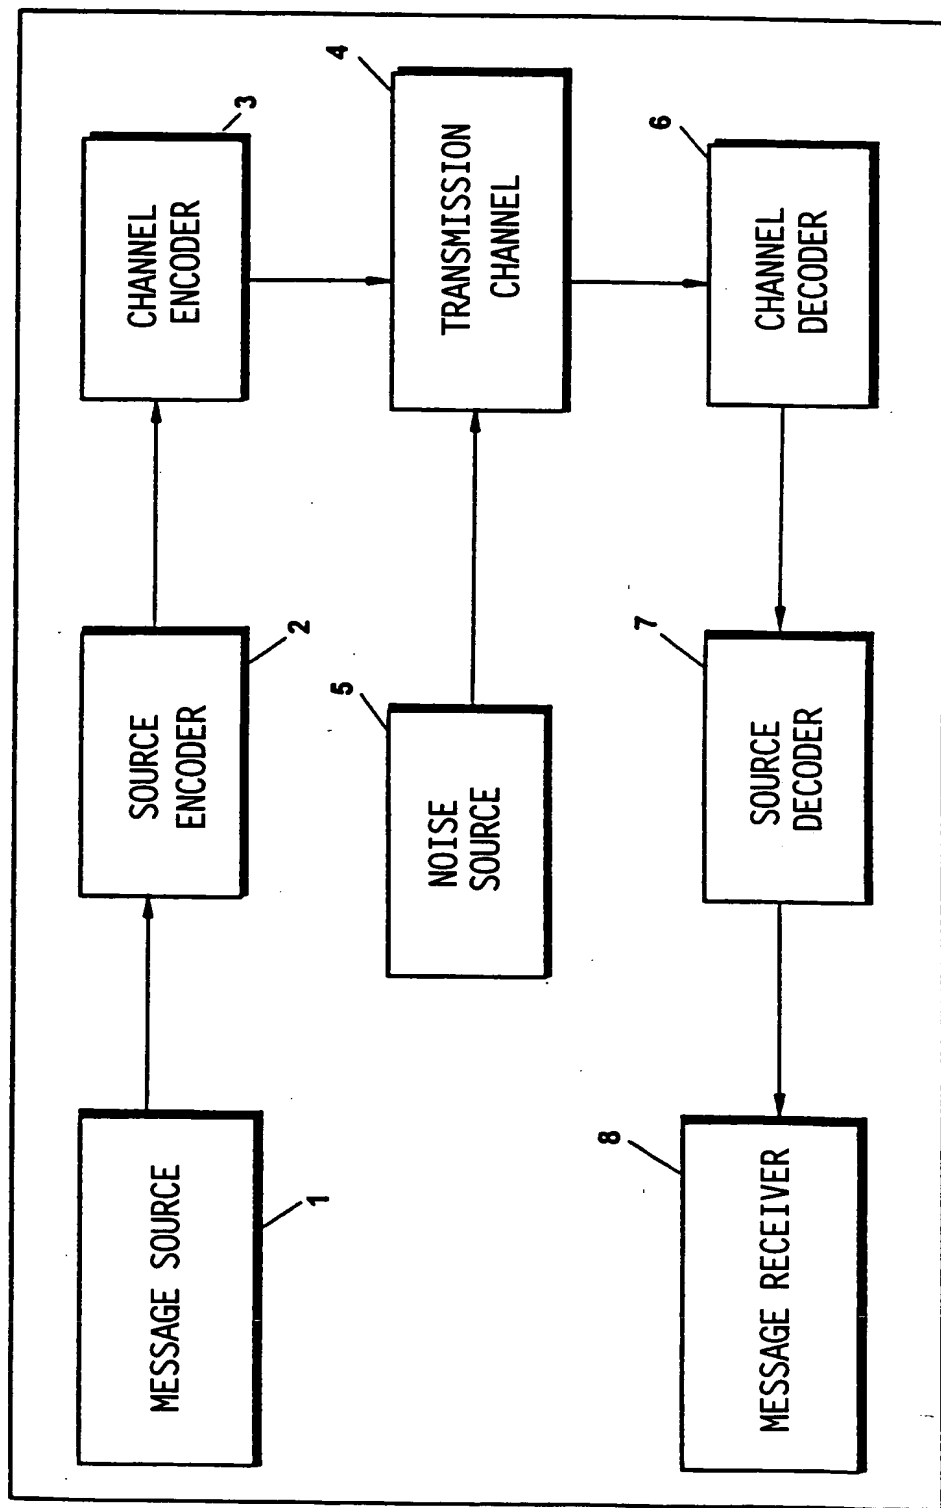 MESSAGE SOURCE
1
SOURCE
ENCODER
2
CHANNEL
ENCODER
3
NOISE
SOURCE
5
TRANSMISSION
CHANNEL
4
MESSAGE RECEIVER
8
SOURCE
DECODER
7
CHANNEL
DECODER
6